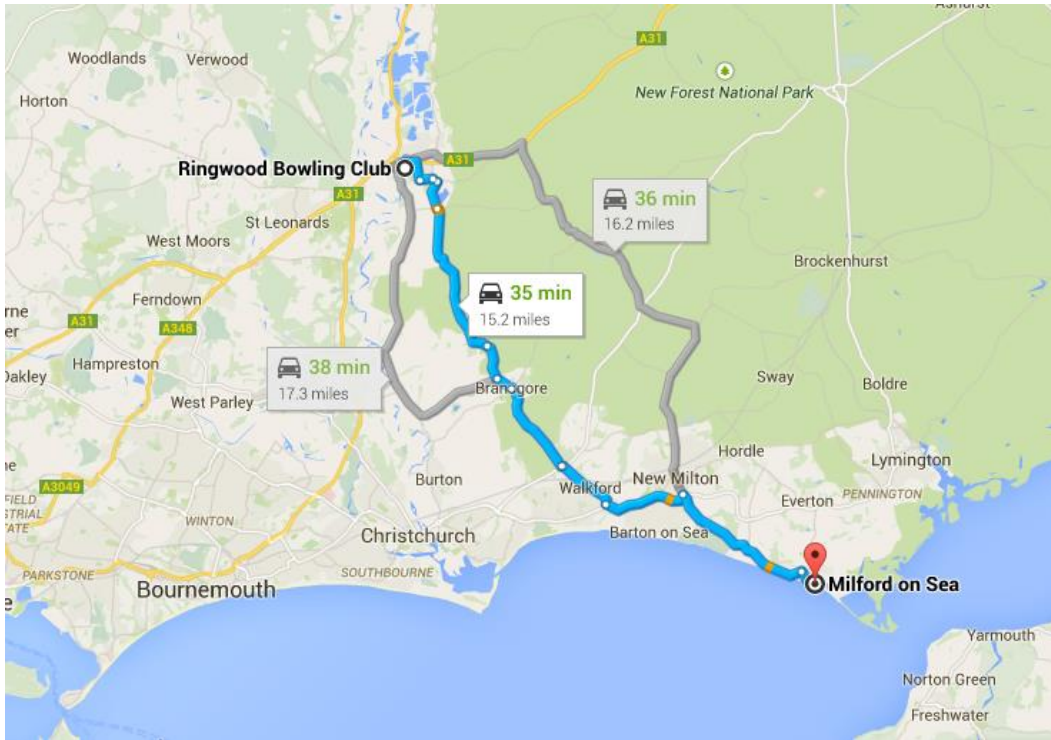 Ashurst
A31
Woodlands
Verwood
Horton
New Forest National Park
Ringwood Bowling Club
A31
A31
36 min
16.2 miles
St Leonards
West Moors
Brockenhurst
35 min
15.2 miles
Ferndown
A31
A348
38 min
17.3 miles
Hampreston
Oakley
West Parley
Bransgore
Sway
Boldre
Hordle
Lymington
A3049
Burton
Walkford
New Milton
Everton
PENNINGTON
WINTON
Christchurch
Barton on Sea
PARKSTONE
SOUTHBOURNE
Bournemouth
Milford on Sea
Yarmouth
Norton Green
Freshwater